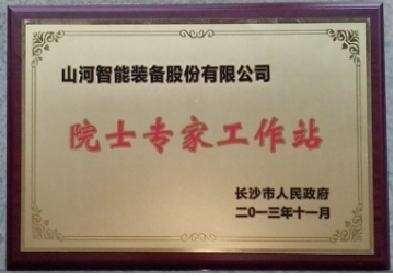 山河智能装备股份有限公司
院士专家工作站
长沙市人民政府
二0一三年十一月